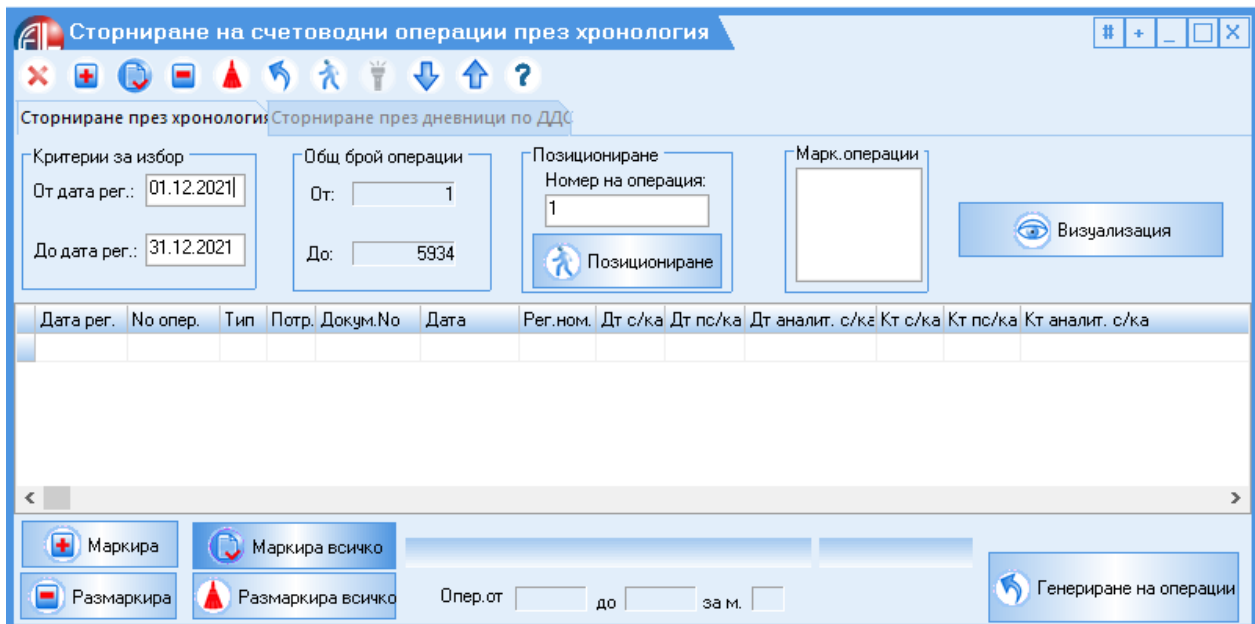 Сторниране на счетоводни операции през хронология
Сторниране през хронология Сторниране през дневници по ДДС
Критерии за избор
От дата рег.: 01.12.2021
До дата рег.: 31.12.2021
Общ брой операции
От: 1
До: 5934
Позициониране
Номер на операция:
1
Позициониране
Марк.операции
Визуализация
Дата рег. No опер. Тип Потр. Докум.No Дата Рег.ном. Дт с/ка Дт пс/ка Дт аналит. с/ка Кт с/ка Кт пс/ка Кт аналит. с/ка
Маркира Маркира всичко
Размаркира Размаркира всичко
Опер.от до за м.
Генериране на операции